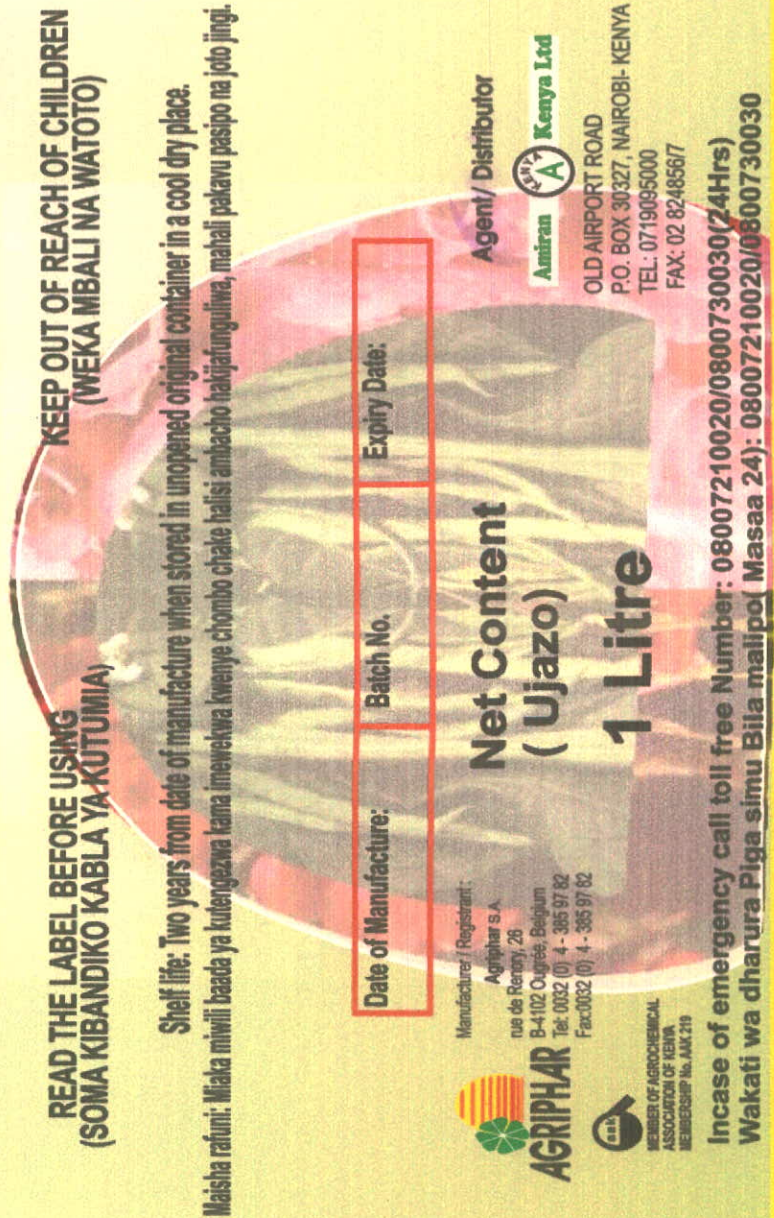 READ THE LABEL BEFORE USING
(SOMA KIBANDIKO KABLA YA KUTUMIA)
KEEP OUT OF REACH OF CHILDREN
(WEKA MBALI NA WATOTO)
Shelf life: Two years from date of manufacture when stored in unopened original container in a cool dry place.
Maisha rafuni: Miaka miwili baada ya kutengezwa kama imewekwa kwenye chombo chake halisi ambacho hakijafunguliwa, mahali pakavu pasipo na joto jingi.
Date of Manufacture:
Batch No.
Expiry Date:
Net Content
( Ujazo)
1 Litre
Manufacturer / Registrant :
Agriphar S.A
rue de Renory, 26
B-4102 Ougrée, Belgium
Tel: 0032 (0) 4 - 385 97 82
Fax:0032 (0) 4 - 385 97 82
AGRIPHAR
aak
MEMBER OF AGROCHEMICAL
ASSOCIATION OF KENYA
MEMBERSHIP No. AAK 219
Agent/ Distributor
Amiran KENYA A Kenya Ltd
OLD AIRPORT ROAD
P.O. BOX 30327, NAIROBI- KENYA
TEL: 0719095000
FAX: 02 824856/7
Incase of emergency call toll free Number: 08007210020/0800730030(24Hrs)
Wakati wa dharura Piga simu Bila malipo( Masaa 24): 08007210020/0800730030